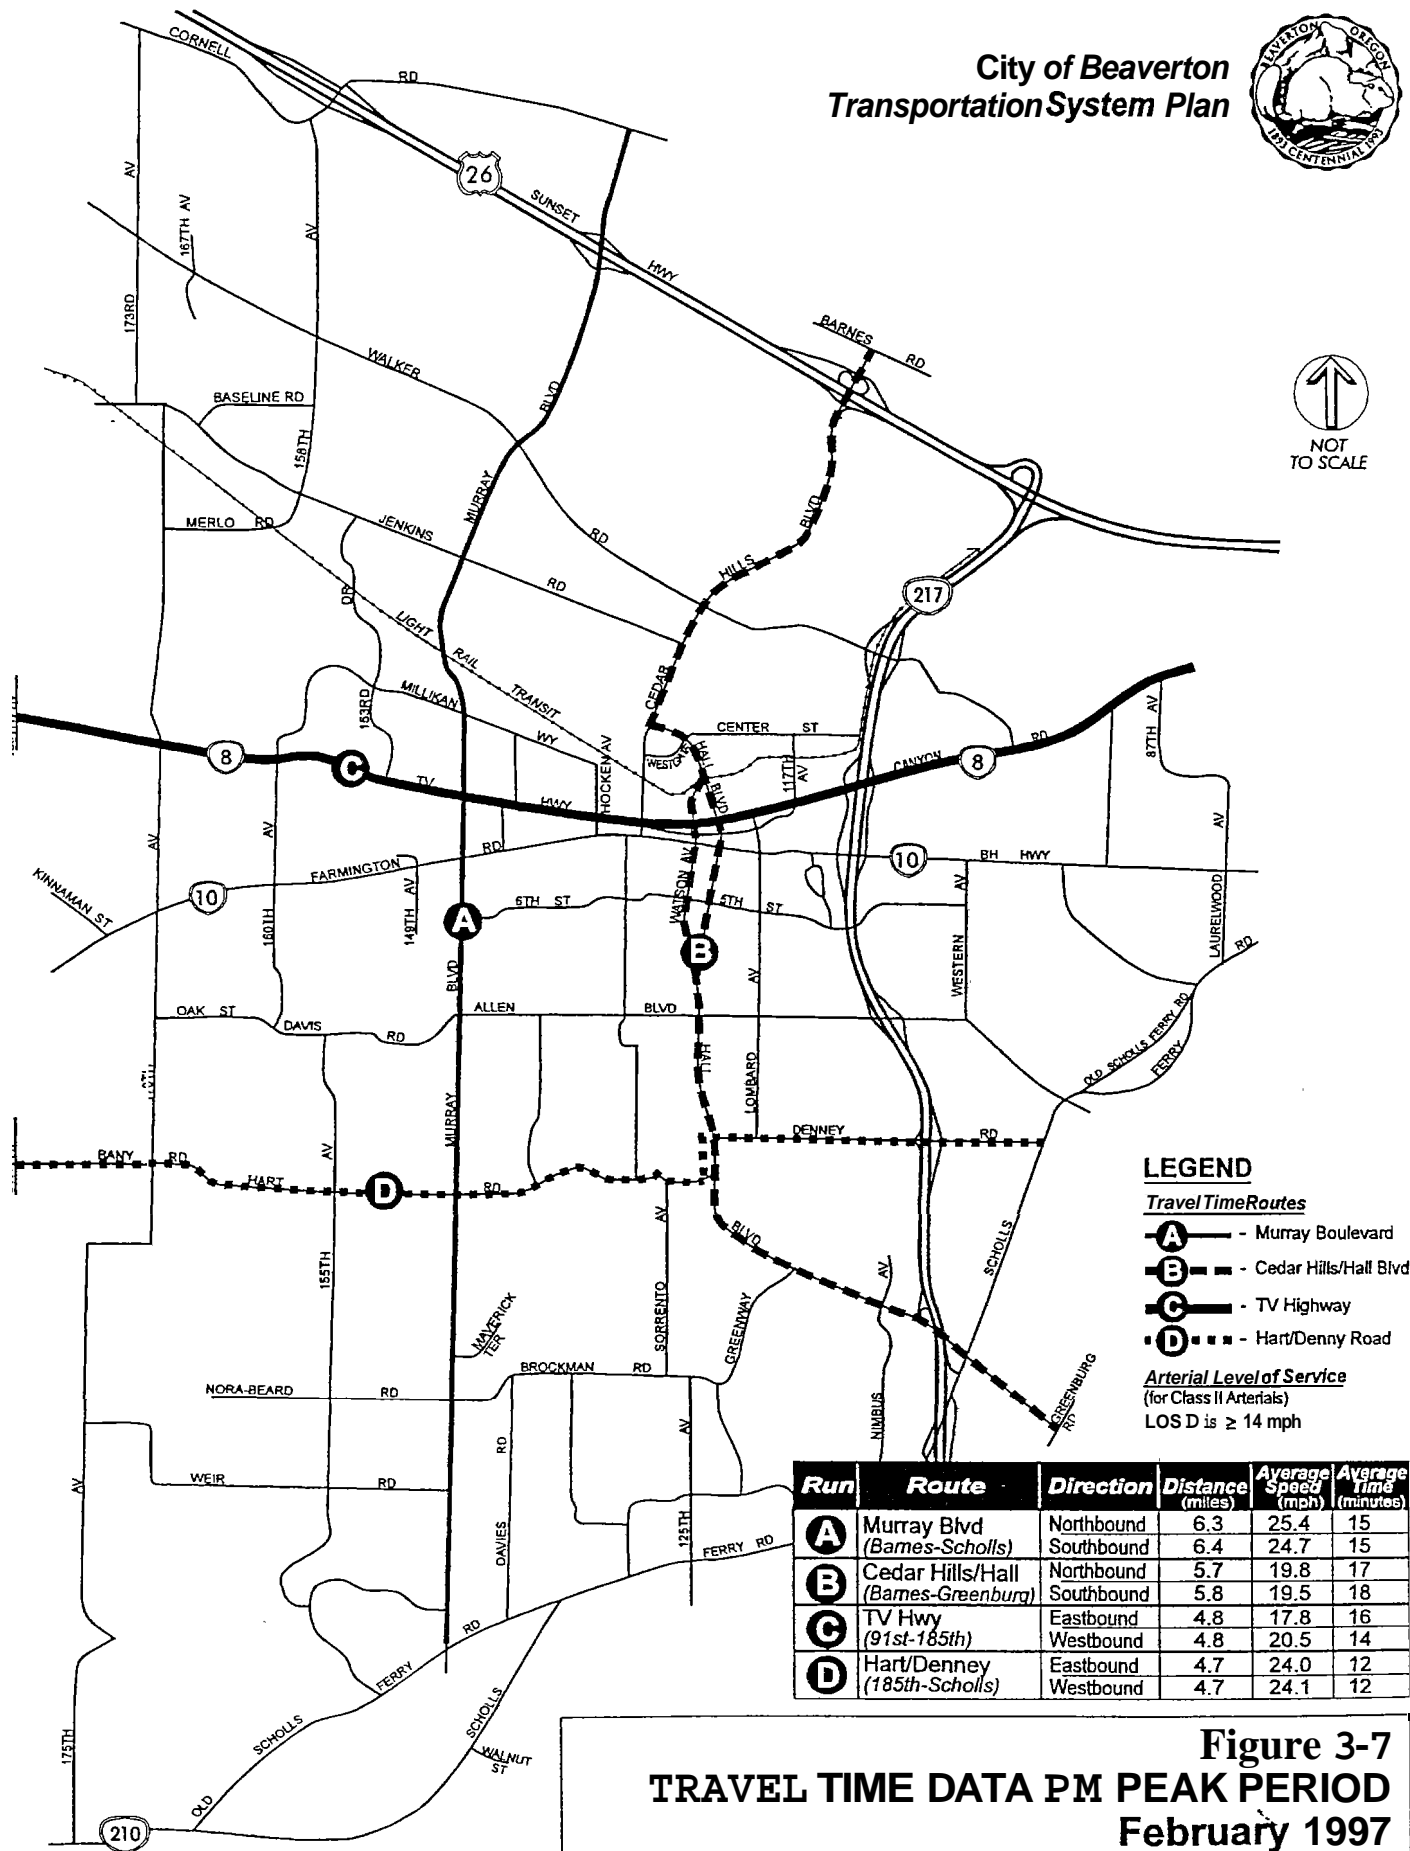 City of Beaverton
Transportation System Plan
BEAVERTON OREGON
1893 CENTENNIAL 1993
CORNELL
RD
26
SUNSET
HWY
AV
167TH AV
AV
173RD
WALKER
BARNES
RD
BLVD
NOT
TO SCALE
BASELINE RD
158TH
MURRAY
BLVD
MERLO RD
JENKINS
RD
RD
HILLS
217
DR
LIGHT
RAIL
TRANSIT
CEDAR
MILLIKAN
WY
153RD
CENTER ST
HALL
BLVD
HOCKEN AV
117TH
AV
87TH AV
8
C
TV
HWY
CANYON
RD
8
AV
AV
AV
FARMINGTON
RD
10
BH HWY
KINNAMAN ST
10
160TH
149TH AV
A
6TH ST
WATSON AV
5TH ST
AV
LAURELWOOD
RD
B
BLVD
AV
WESTERN
OAK ST
DAVIS
RD
ALLEN
BLVD
HALL
LOMBARD
OLD SCHOLLS FERRY RD
FERRY
MURRAY
DENNEY
RD
BANY RD
AV
HART
D
RD
AV
BLVD
SCHOLLS
155TH
AV
SORRENTO
GREENWAY
MAVERICK
TER
BROCKMAN RD
NORA-BEARD RD
NIMBUS
GREENBURG
RD
AV
WEIR RD
RD
DAVIES
AV
125TH
FERRY RD
RD
FERRY
SCHOLLS
OLD
SCHOLLS
WALNUT
ST
175TH
210
LEGEND
Travel Time Routes
A - Murray Boulevard
B - Cedar Hills/Hall Blvd
C - TV Highway
D - Hart/Denny Road
Arterial Level of Service
(for Class II Arterials)
LOS D is ≥ 14 mph
Run Route Direction Distance (miles) Average Speed (mph) Average Time (minutes)
A Murray Blvd Northbound 6.3 25.4 15
(Barnes-Scholls) Southbound 6.4 24.7 15
B Cedar Hills/Hall Northbound 5.7 19.8 17
(Barnes-Greenburg) Southbound 5.8 19.5 18
C TV Hwy Eastbound 4.8 17.8 16
(91st-185th) Westbound 4.8 20.5 14
D Hart/Denney Eastbound 4.7 24.0 12
(185th-Scholls) Westbound 4.7 24.1 12
Figure 3-7
TRAVEL TIME DATA PM PEAK PERIOD
February 1997